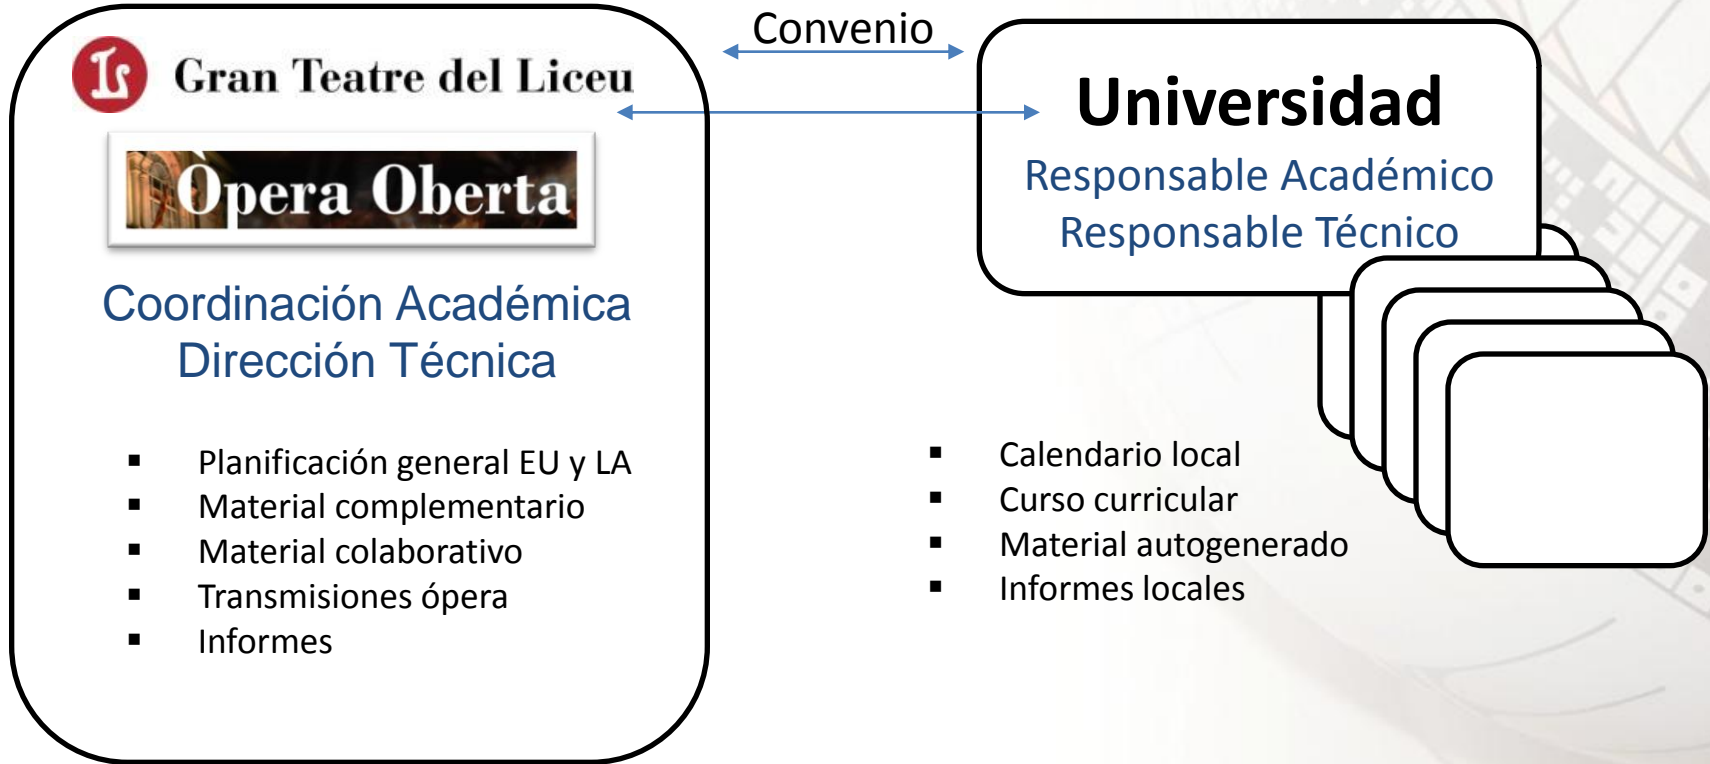 Convenio
Gran Teatre del Liceu
Òpera Oberta
Coordinación Académica
Dirección Técnica
▪ Planificación general EU y LA
▪ Material complementario
▪ Material colaborativo
▪ Transmisiones ópera
▪ Informes
Universidad
Responsable Académico
Responsable Técnico
▪ Calendario local
▪ Curso curricular
▪ Material autogenerado
▪ Informes locales